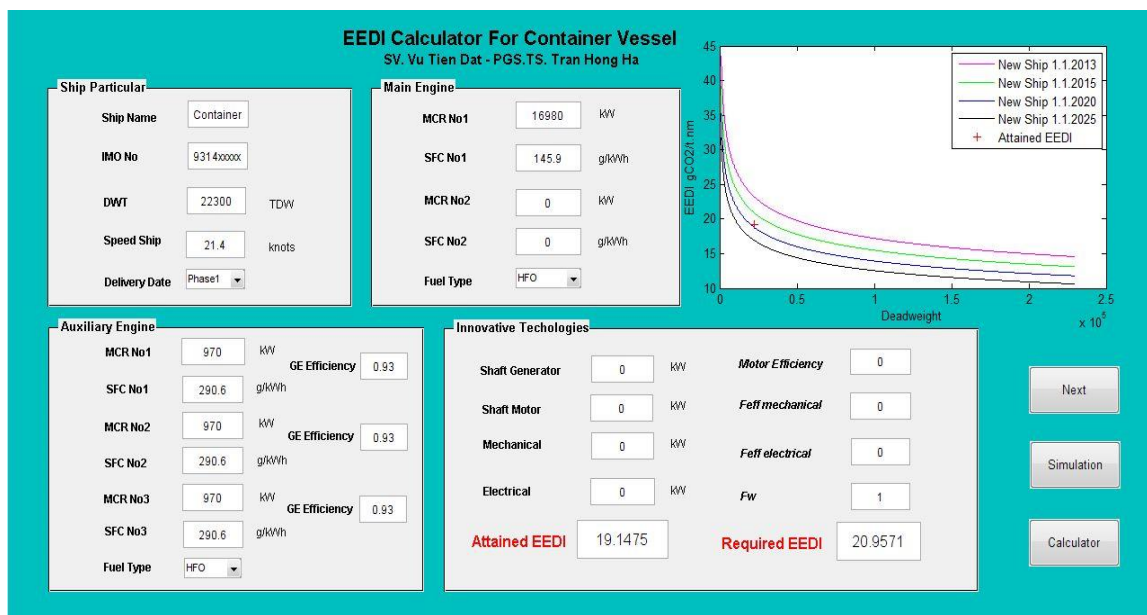 EEDI Calculator For Container Vessel
SV. Vu Tien Dat - PGS.TS. Tran Hong Ha
Ship Particular
Ship Name Container
IMO No 9314xxxxx
DWT 22300 TDW
Speed Ship 21.4 knots
Delivery Date Phase1
Main Engine
MCR No1 16980 kW
SFC No1 145.9 g/kWh
MCR No2 0 kW
SFC No2 0 g/kWh
Fuel Type HFO
45
40
35
30
25
20
15
10
EEDI gCO2/t.nm
0 0.5 1 1.5 2 2.5
Deadweight
New Ship 1.1.2013
New Ship 1.1.2015
New Ship 1.1.2020
New Ship 1.1.2025
Attained EEDI
Auxiliary Engine
MCR No1 970 kW
GE Efficiency 0.93
SFC No1 290.6 g/kWh
MCR No2 970 kW
GE Efficiency 0.93
SFC No2 290.6 g/kWh
MCR No3 970 kW
GE Efficiency 0.93
SFC No3 290.6 g/kWh
Fuel Type HFO
Innovative Techologies
Shaft Generator 0 kW Motor Efficiency 0
Shaft Motor 0 kW Feff mechanical 0
Mechanical 0 kW Feff electrical 0
Electrical 0 kW Fw 1
Attained EEDI 19.1475 Required EEDI 20.9571
Next
Simulation
Calculator